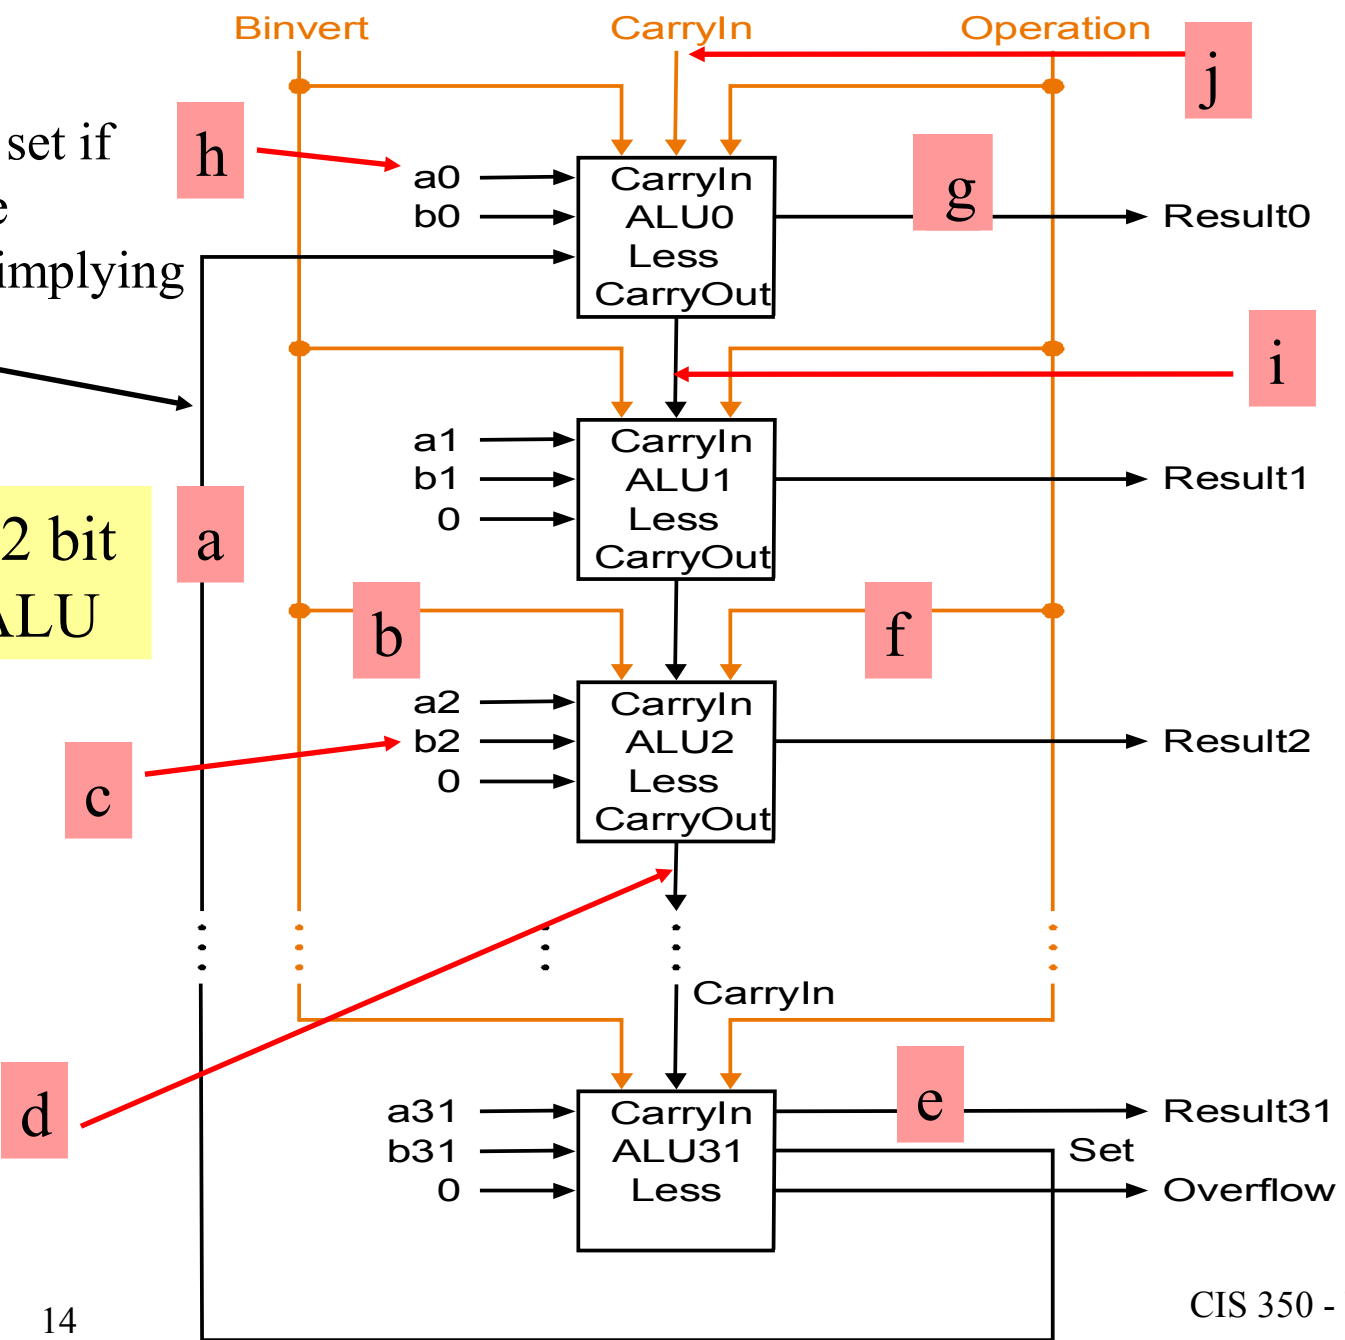 Binvert CarryIn Operation
j
set if
h
e
implying
a0 CarryIn
b0 ALU0 g Result0
Less
CarryOut
i
a1 CarryIn
b1 ALU1 Result1
0 Less
CarryOut
2 bit
ALU
a
b
f
a2 CarryIn
b2 ALU2 Result2
0 Less
CarryOut
c
CarryIn
d
a31 CarryIn e Result31
b31 ALU31 Set
0 Less Overflow
14
CIS 350 -